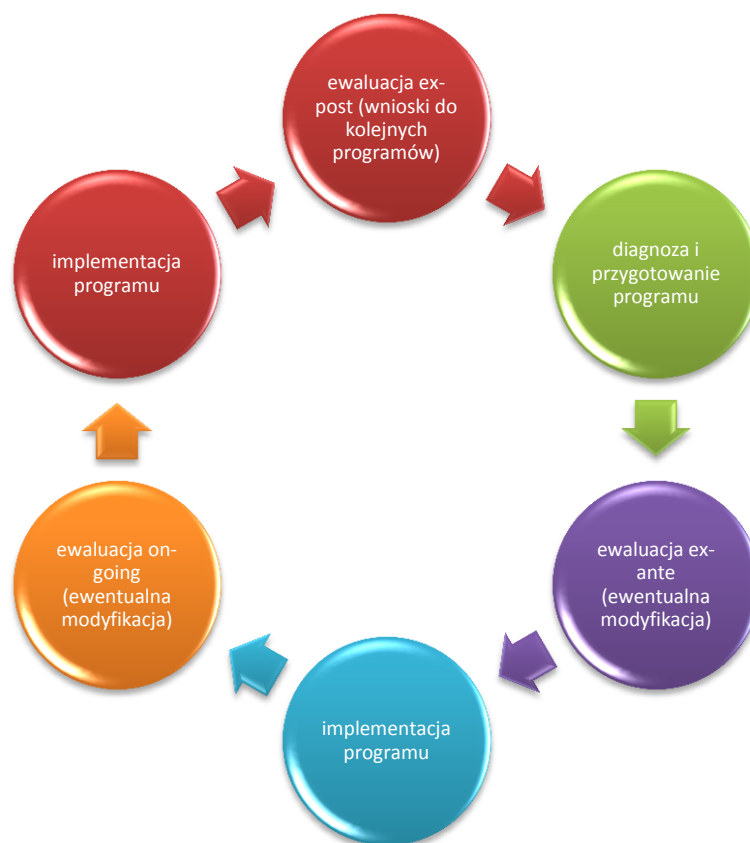 ewaluacja ex-
post (wnioski do
kolejnych
programów)
diagnoza i
przygotowanie
programu
ewaluacja ex-
ante
(ewentualna
modyfikacja)
implementacja
programu
ewaluacja on-
going
(ewentualna
modyfikacja)
implementacja
programu